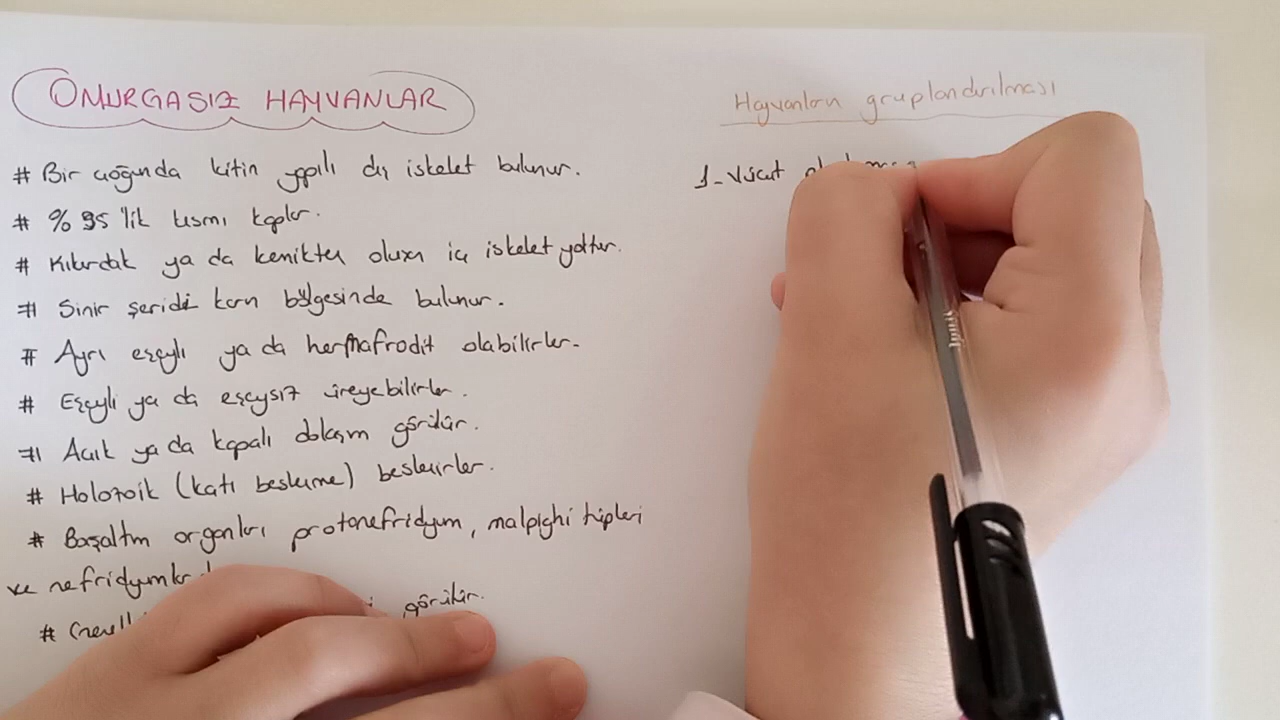 OMURGASIZ HAYVANLAR
# Bir çoğunda kitin yapılı dış iskelet bulunur.
# % 95 'lik kısmı kaplar.
# Kıkırdak ya da kemikten oluşan iç iskelet yoktur.
# Sinir şeridi karın bölgesinde bulunur.
# Ayrı eşeyli ya da hermafrodit olabilirler.
# Eşeyli ya da eşeysiz üreyebilirler.
# Açık ya da kapalı dolaşım görülür.
# Holozoik (katı beslenme) beslenirler.
# Boşaltım organları protonefridyum, malpighi tüpleri
ve nefridyumlar
# görülür.
Hayvanların gruplandırılması
1- Vücut